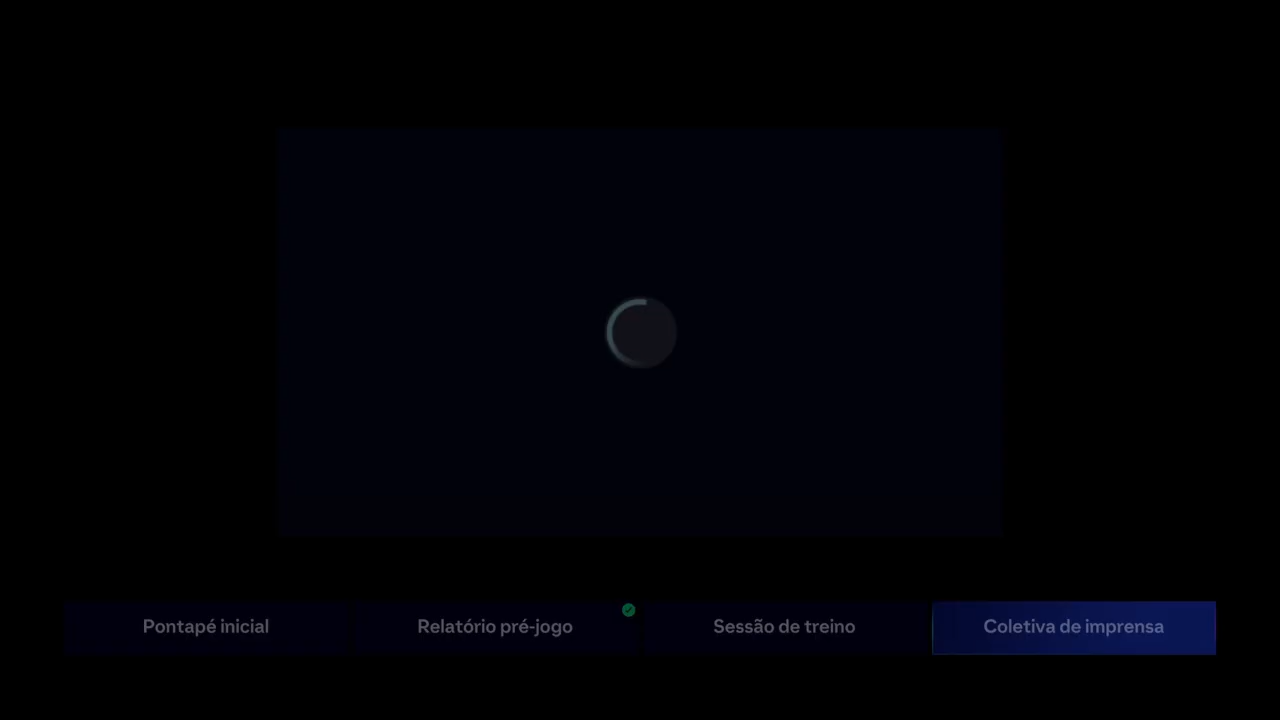 Pontapé inicial
Relatório pré-jogo
Sessão de treino
Coletiva de imprensa